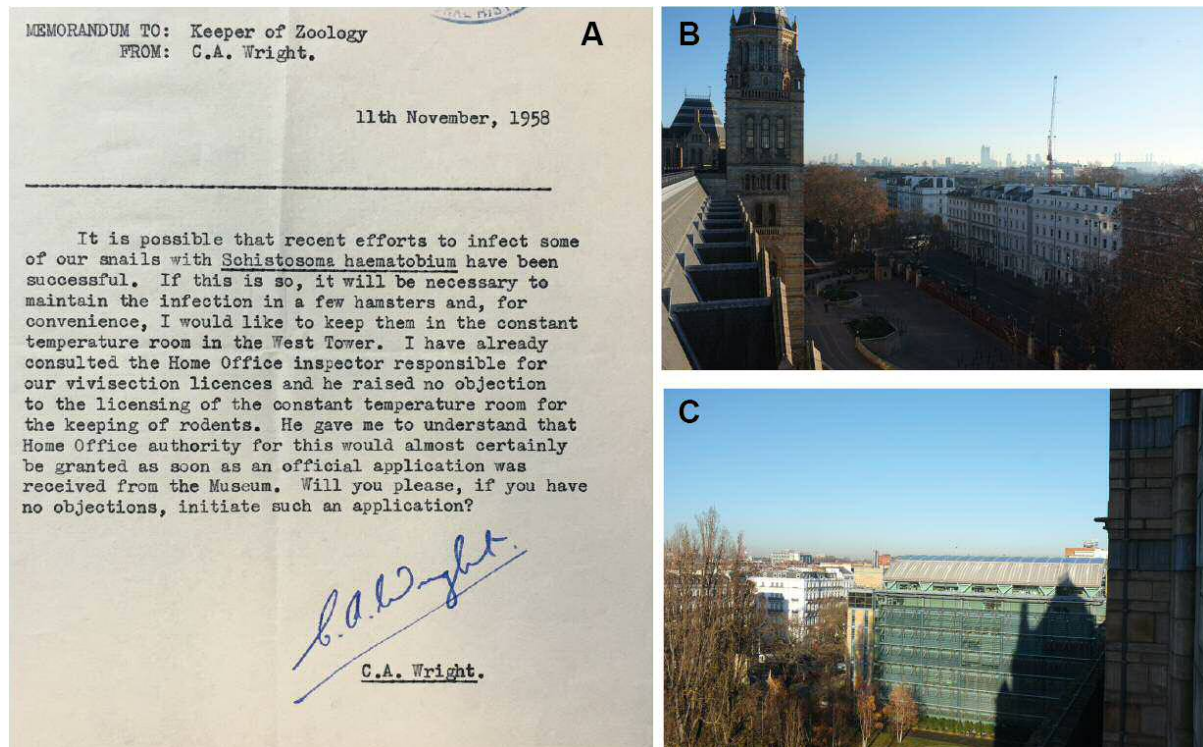 MEMORANDUM TO: Keeper of Zoology
FROM: C.A. Wright.
A
11th November, 1958
It is possible that recent efforts to infect some
of our snails with Schistosoma haematobium have been
successful. If this is so, it will be necessary to
maintain the infection in a few hamsters and, for
convenience, I would like to keep them in the constant
temperature room in the West Tower. I have already
consulted the Home Office inspector responsible for
our vivisection licences and he raised no objection
to the licensing of the constant temperature room for
the keeping of rodents. He gave me to understand that
Home Office authority for this would almost certainly
be granted as soon as an official application was
received from the Museum. Will you please, if you have
no objections, initiate such an application?
C.A. Wright.
C.A. Wright.
B
C